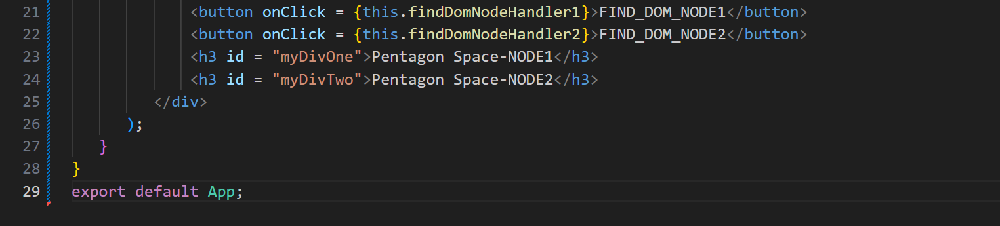 21 <button onClick = {this.findDomNodeHandler1}>FIND_DOM_NODE1</button>
22 <button onClick = {this.findDomNodeHandler2}>FIND_DOM_NODE2</button>
23 <h3 id = "myDivOne">Pentagon Space-NODE1</h3>
24 <h3 id = "myDivTwo">Pentagon Space-NODE2</h3>
25 </div>
26 );
27 }
28 }
29 export default App;